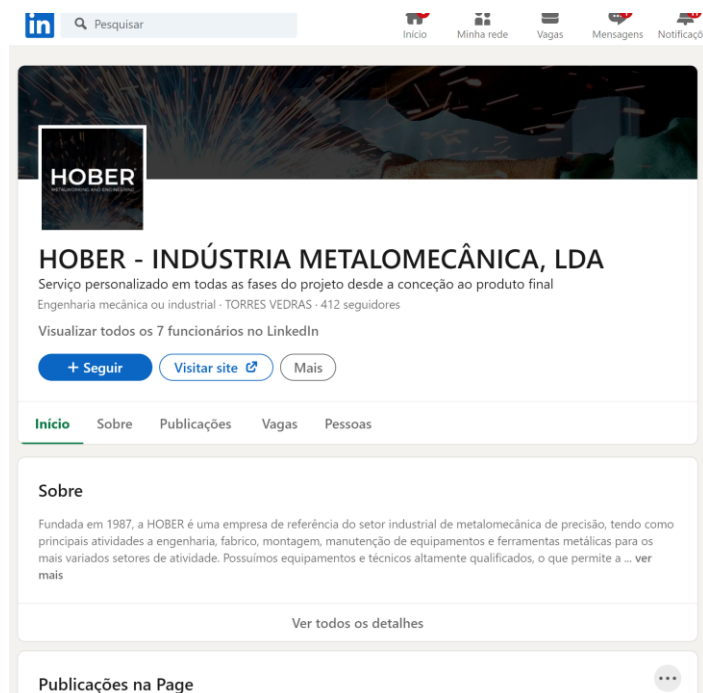 in
Pesquisar
Início
Minha rede
Vagas
Mensagens
Notificaçõ
HOBER
METALWORKING AND ENGINEERING
HOBER - INDÚSTRIA METALOMECÂNICA, LDA
Serviço personalizado em todas as fases do projeto desde a conceção ao produto final
Engenharia mecânica ou industrial · TORRES VEDRAS · 412 seguidores
Visualizar todos os 7 funcionários no LinkedIn
+ Seguir
Visitar site
Mais
Início
Sobre
Publicações
Vagas
Pessoas
Sobre
Fundada em 1987, a HOBER é uma empresa de referência do setor industrial de metalomecânica de precisão, tendo como
principais atividades a engenharia, fabrico, montagem, manutenção de equipamentos e ferramentas metálicas para os
mais variados setores de atividade. Possuímos equipamentos e técnicos altamente qualificados, o que permite a ... ver
mais
Ver todos os detalhes
Publicações na Page